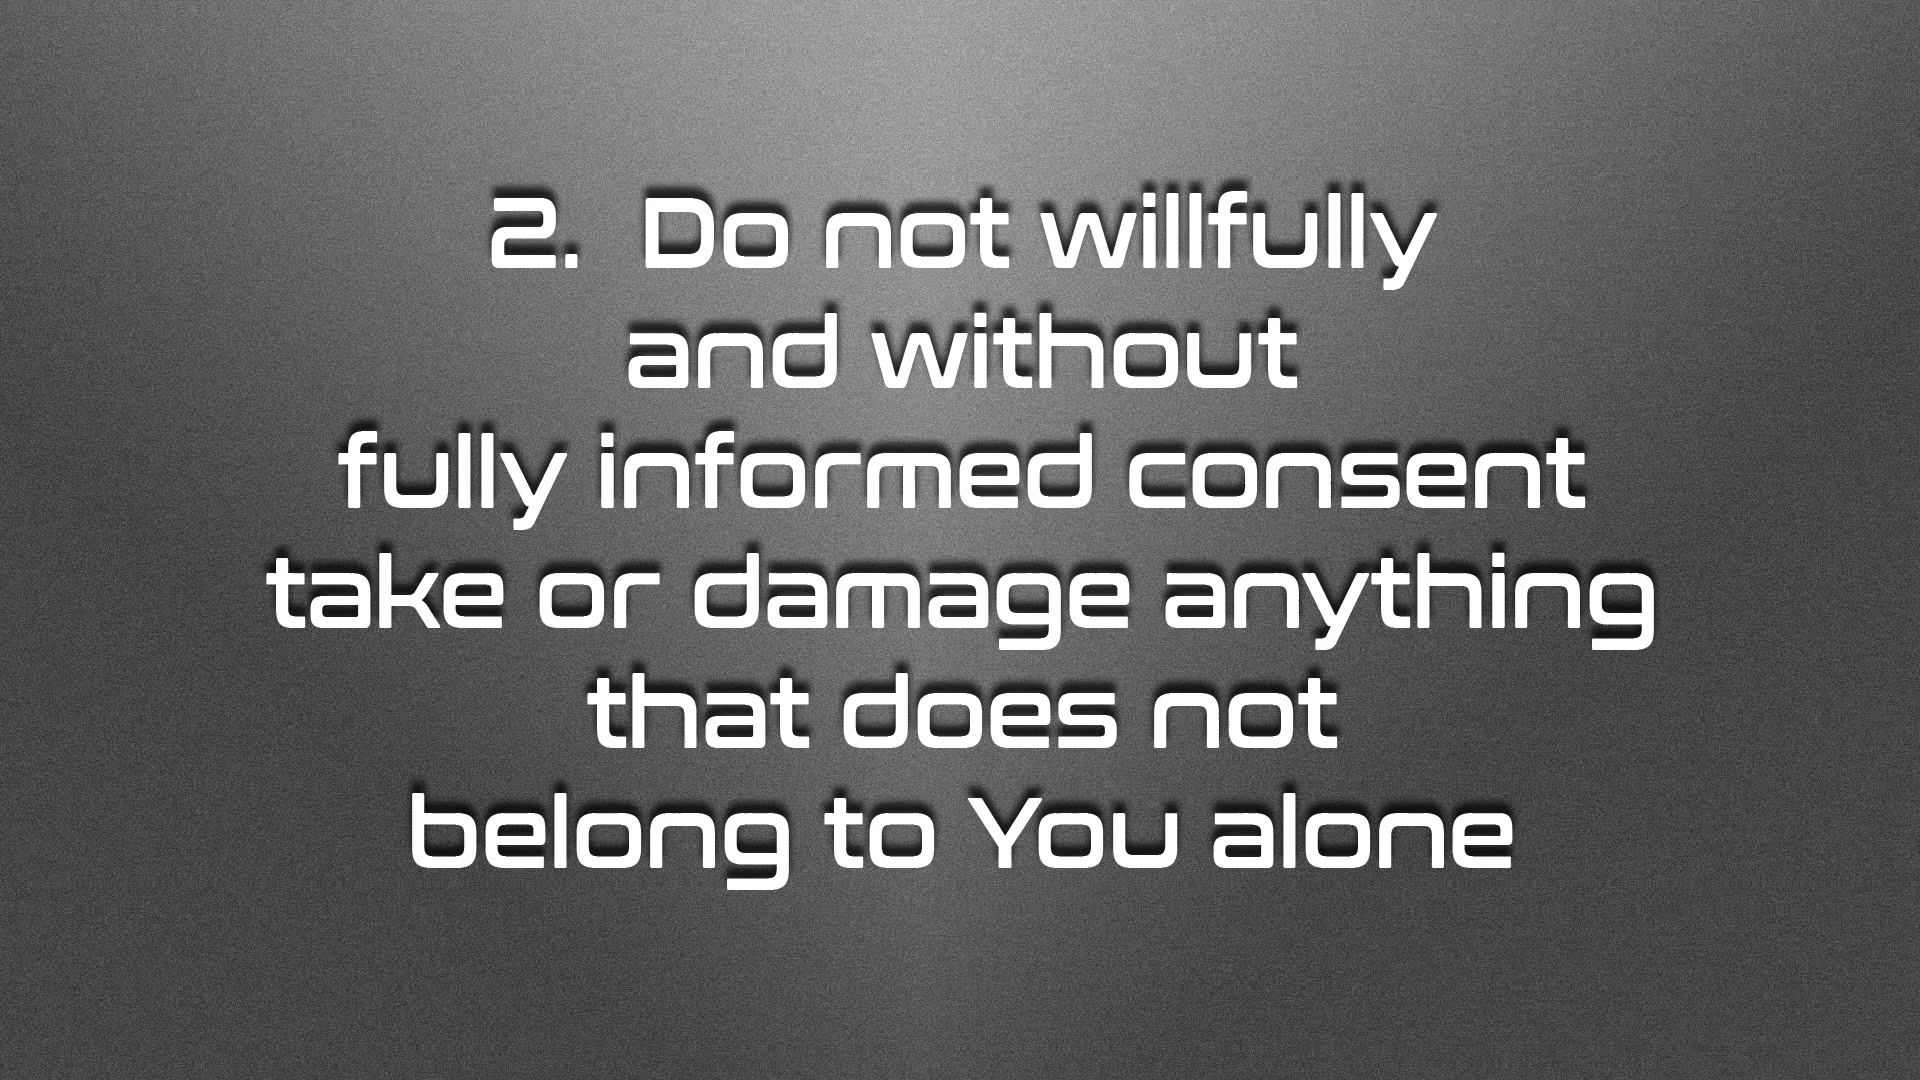 2.  Do not willfully
and without
fully informed consent
take or damage anything
that does not
belong to You alone